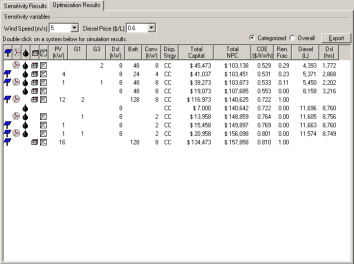 Sensitivity Results Optimization Results
Sensitivity variables
Wind Speed (m/s) 5 Diesel Price ($/L) 0.6
Double click on a system below for simulation results. Categorized Overall Export
PV (kW) G1 G3 Dd (kW) Batt. Conv. (kW) Disp. Strgy Total Capital Total NPC COE ($/kWh) Ren. Frac. Diesel (L) Dd (hrs)
2 8 48 8 CC $ 45,473 $ 103,138 0.529 0.29 4,393 1,772
4 8 24 4 CC $ 41,037 $ 103,451 0.531 0.23 5,371 2,868
1 1 8 48 8 CC $ 39,273 $ 103,873 0.533 0.11 5,450 2,202
8 48 8 CC $ 19,073 $ 107,685 0.553 0.00 8,158 3,216
12 2 128 8 CC $ 116,973 $ 140,625 0.722 1.00
8 CC $ 7,000 $ 140,642 0.722 0.00 11,696 8,760
1 8 2 CC $ 13,958 $ 148,859 0.764 0.00 11,605 8,756
1 8 2 CC $ 15,458 $ 149,897 0.769 0.00 11,663 8,760
1 1 8 2 CC $ 20,958 $ 156,098 0.801 0.00 11,574 8,749
16 128 8 CC $ 134,473 $ 157,858 0.810 1.00